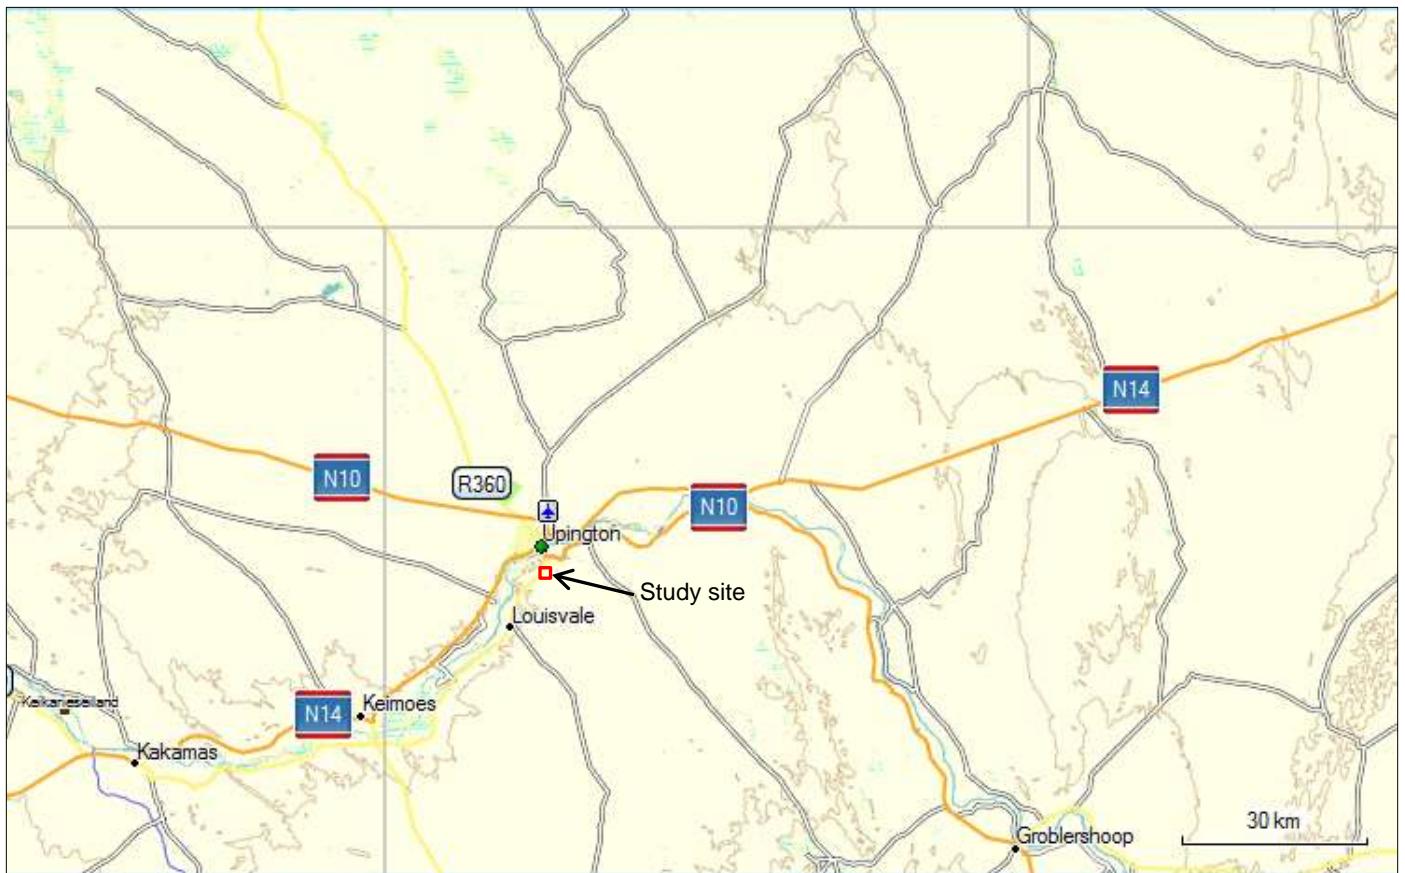 N14
N10
R360
N10
Upington
Study site
Louisvale
N14
Keimoes
Kakamas
30 km
Groblershoop